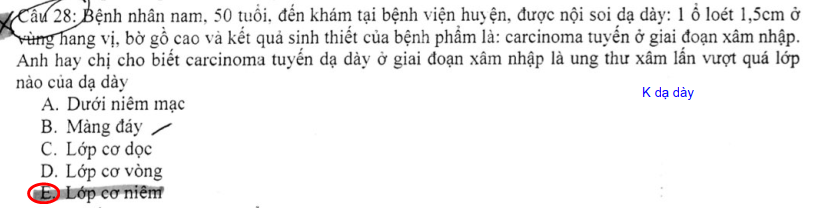 Câu 28: Bệnh nhân nam, 50 tuổi, đến khám tại bệnh viện huyện, được nội soi dạ dày: 1 ổ loét 1,5cm ở
vùng hang vị, bờ gồ cao và kết quả sinh thiết của bệnh phẩm là: carcinoma tuyến ở giai đoạn xâm nhập.
Anh hay chị cho biết carcinoma tuyến dạ dày ở giai đoạn xâm nhập là ung thư xâm lấn vượt quá lớp
nào của dạ dày
K dạ dày
A. Dưới niêm mạc
B. Màng đáy
C. Lớp cơ dọc
D. Lớp cơ vòng
E. Lớp cơ niêm